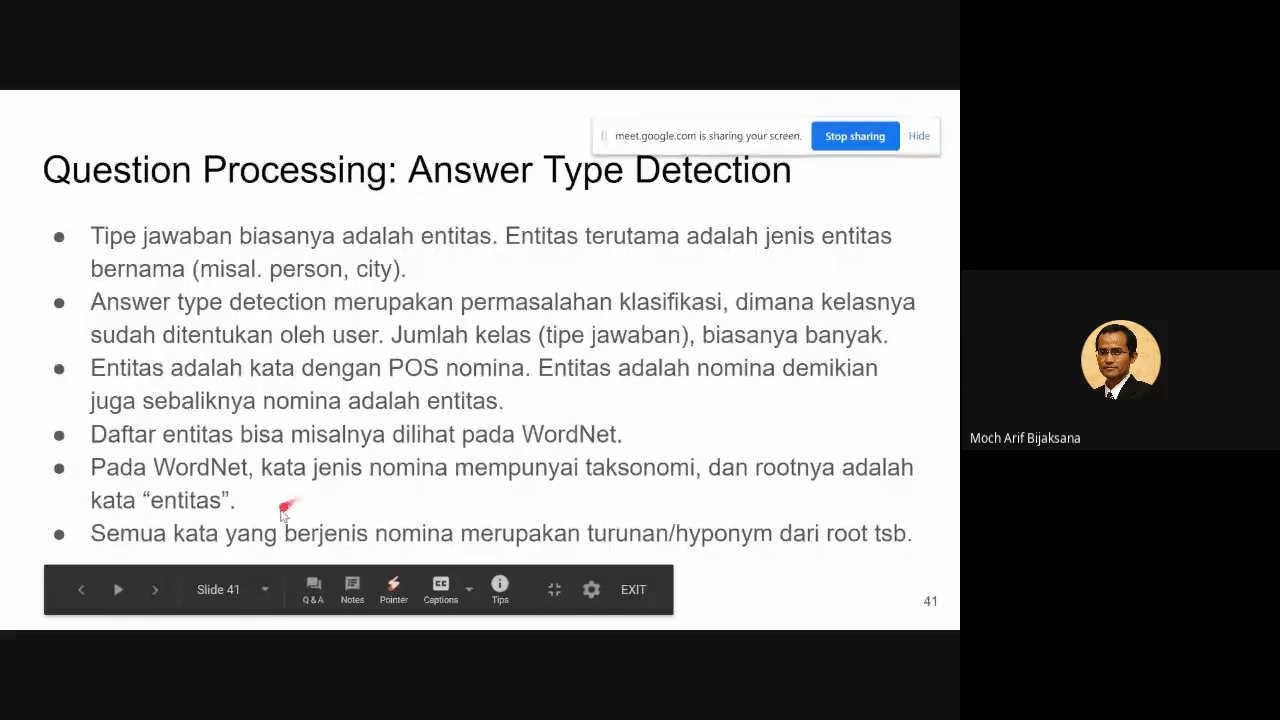 meet.google.com is sharing your screen.
Stop sharing
Hide
Question Processing: Answer Type Detection
● Tipe jawaban biasanya adalah entitas. Entitas terutama adalah jenis entitas
bernama (misal. person, city).
● Answer type detection merupakan permasalahan klasifikasi, dimana kelasnya
sudah ditentukan oleh user. Jumlah kelas (tipe jawaban), biasanya banyak.
● Entitas adalah kata dengan POS nomina. Entitas adalah nomina demikian
juga sebaliknya nomina adalah entitas.
● Daftar entitas bisa misalnya dilihat pada WordNet.
● Pada WordNet, kata jenis nomina mempunyai taksonomi, dan rootnya adalah
kata “entitas”.
● Semua kata yang berjenis nomina merupakan turunan/hyponym dari root tsb.
Slide 41
Q & A
Notes
Pointer
CC
Captions
Tips
EXIT
41
Moch Arif Bijaksana